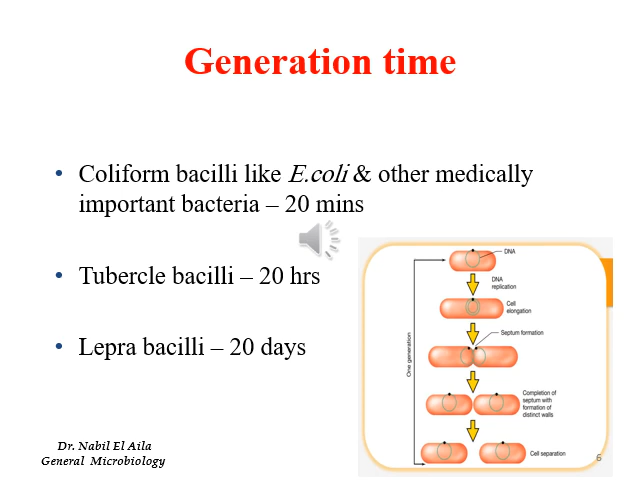 Generation time
• Coliform bacilli like E.coli & other medically
important bacteria – 20 mins
• Tubercle bacilli – 20 hrs
• Lepra bacilli – 20 days
DNA
DNA
replication
Cell
elongation
Septum formation
One generation
Completion of
septum with
formation of
distinct walls
Cell separation
Dr. Nabil El Aila
General Microbiology
6